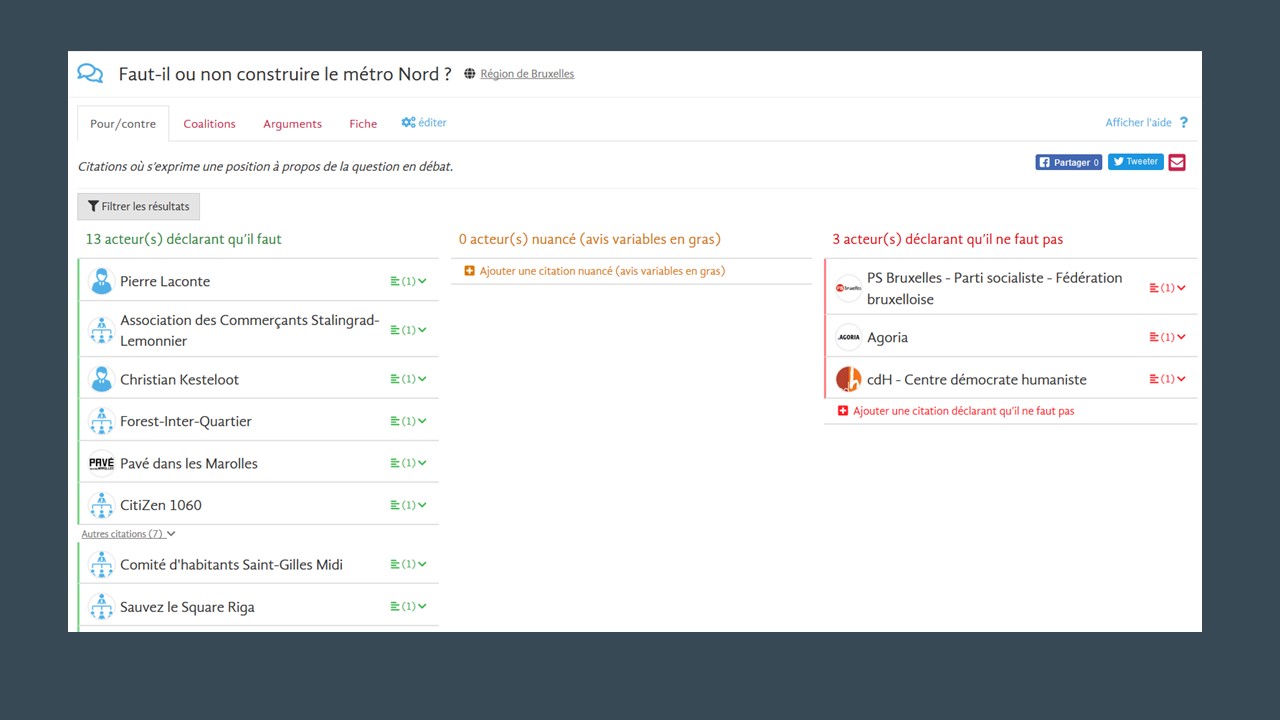 Faut-il ou non construire le métro Nord ? Région de Bruxelles
Pour/contre Coalitions Arguments Fiche éditer Afficher l'aide ?
Citations où s'exprime une position à propos de la question en débat.
Partager 0 Tweeter
Filtrer les résultats
13 acteur(s) déclarant qu'il faut
Pierre Laconte (1)
Association des Commerçants Stalingrad-
Lemonnier (1)
Christian Kesteloot (1)
Forest-Inter-Quartier (1)
PAVÉ Pavé dans les Marolles (1)
CitiZen 1060 (1)
Autres citations (7)
Comité d'habitants Saint-Gilles Midi (1)
Sauvez le Square Riga (1)
0 acteur(s) nuancé (avis variables en gras)
Ajouter une citation nuancé (avis variables en gras)
3 acteur(s) déclarant qu'il ne faut pas
PS Bruxelles - Parti socialiste - Fédération
bruxelloise (1)
AGORIA Agoria (1)
cdH - Centre démocrate humaniste (1)
Ajouter une citation déclarant qu'il ne faut pas